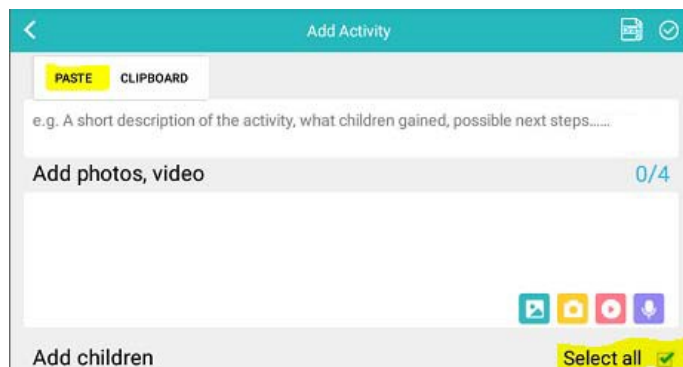 Add Activity
PASTE CLIPBOARD
e.g. A short description of the activity, what children gained, possible next steps......
Add photos, video 0/4
Add children Select all